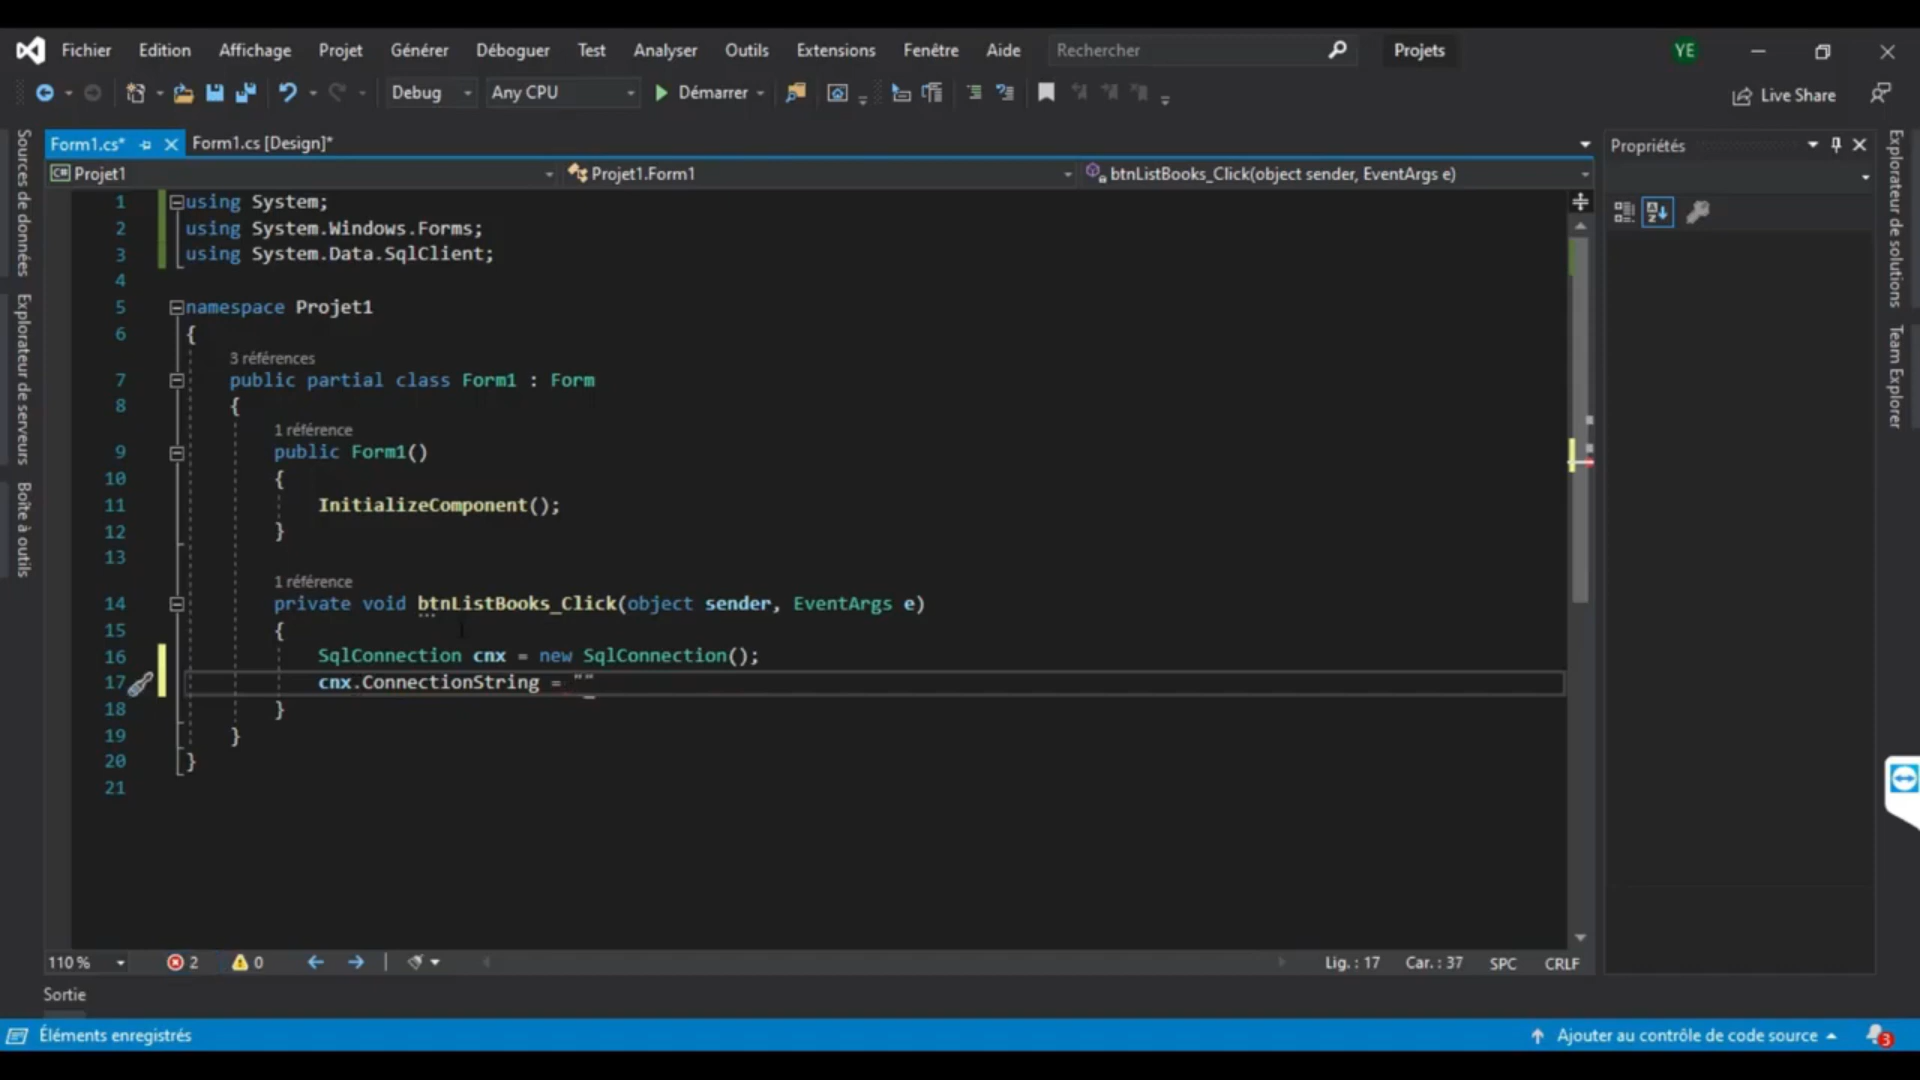 Fichier Edition Affichage Projet Générer Déboguer Test Analyser Outils Extensions Fenêtre Aide Rechercher Projets YE
Debug Any CPU Démarrer Live Share
Form1.cs* Form1.cs [Design]*
Projet1 Projet1.Form1 btnListBooks_Click(object sender, EventArgs e)
Sources de données
Explorateur de serveurs
Boîte à outils
1 using System;
2 using System.Windows.Forms;
3 using System.Data.SqlClient;
4
5 namespace Projet1
6 {
3 références
7 public partial class Form1 : Form
8 {
1 référence
9 public Form1()
10 {
11 InitializeComponent();
12 }
13
1 référence
14 private void btnListBooks_Click(object sender, EventArgs e)
15 {
16 SqlConnection cnx = new SqlConnection();
17 cnx.ConnectionString = ""
18 }
19 }
20 }
21
Propriétés
Explorateur de solutions
Team Explorer
110 % 2 0 Lig. : 17 Car. : 37 SPC CRLF
Sortie
Éléments enregistrés Ajouter au contrôle de code source 3